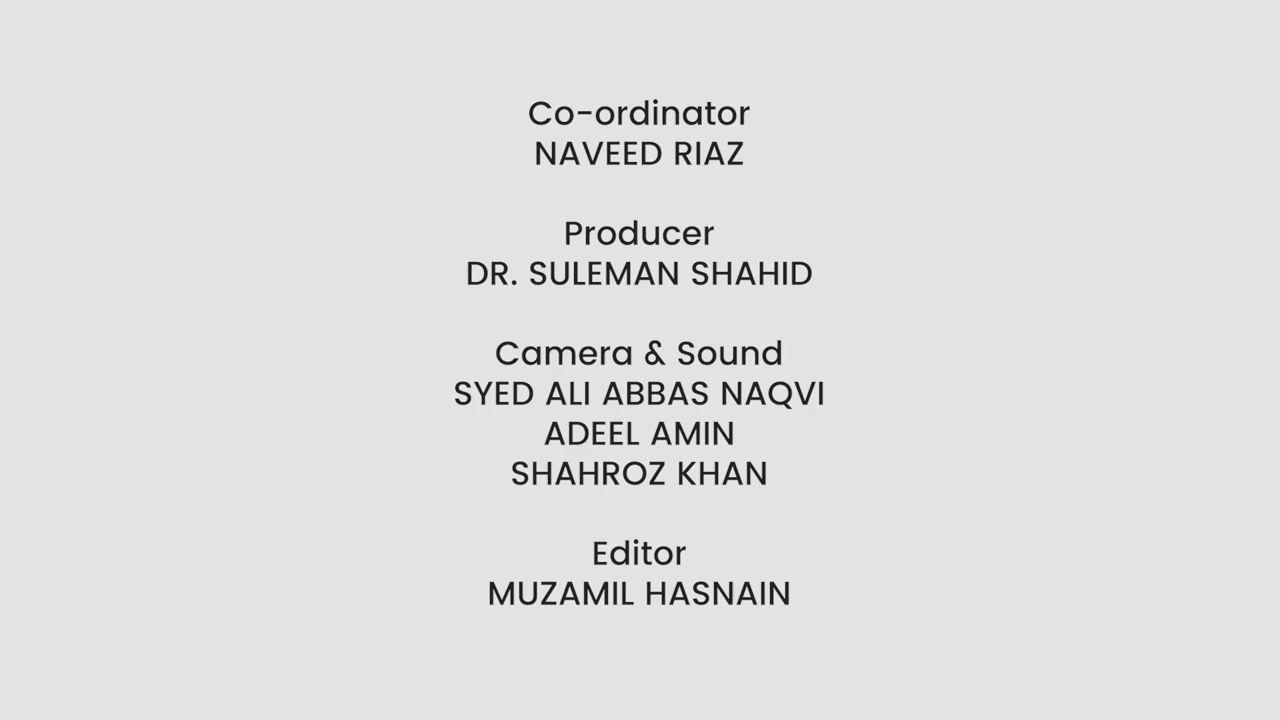 Co-ordinator
NAVEED RIAZ
Producer
DR. SULEMAN SHAHID
Camera & Sound
SYED ALI ABBAS NAQVI
ADEEL AMIN
SHAHROZ KHAN
Editor
MUZAMIL HASNAIN